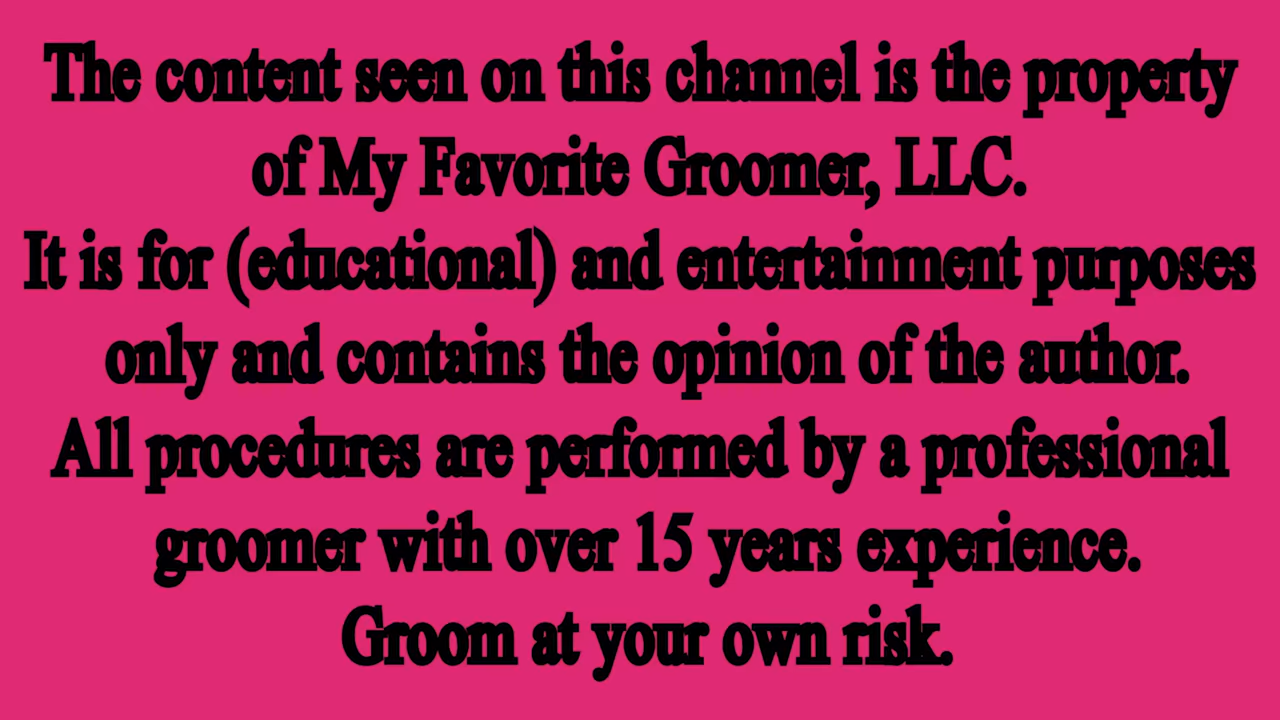 The content seen on this channel is the property
of My Favorite Groomer, LLC.
It is for (educational) and entertainment purposes
only and contains the opinion of the author.
All procedures are performed by a professional
groomer with over 15 years experience.
Groom at your own risk.